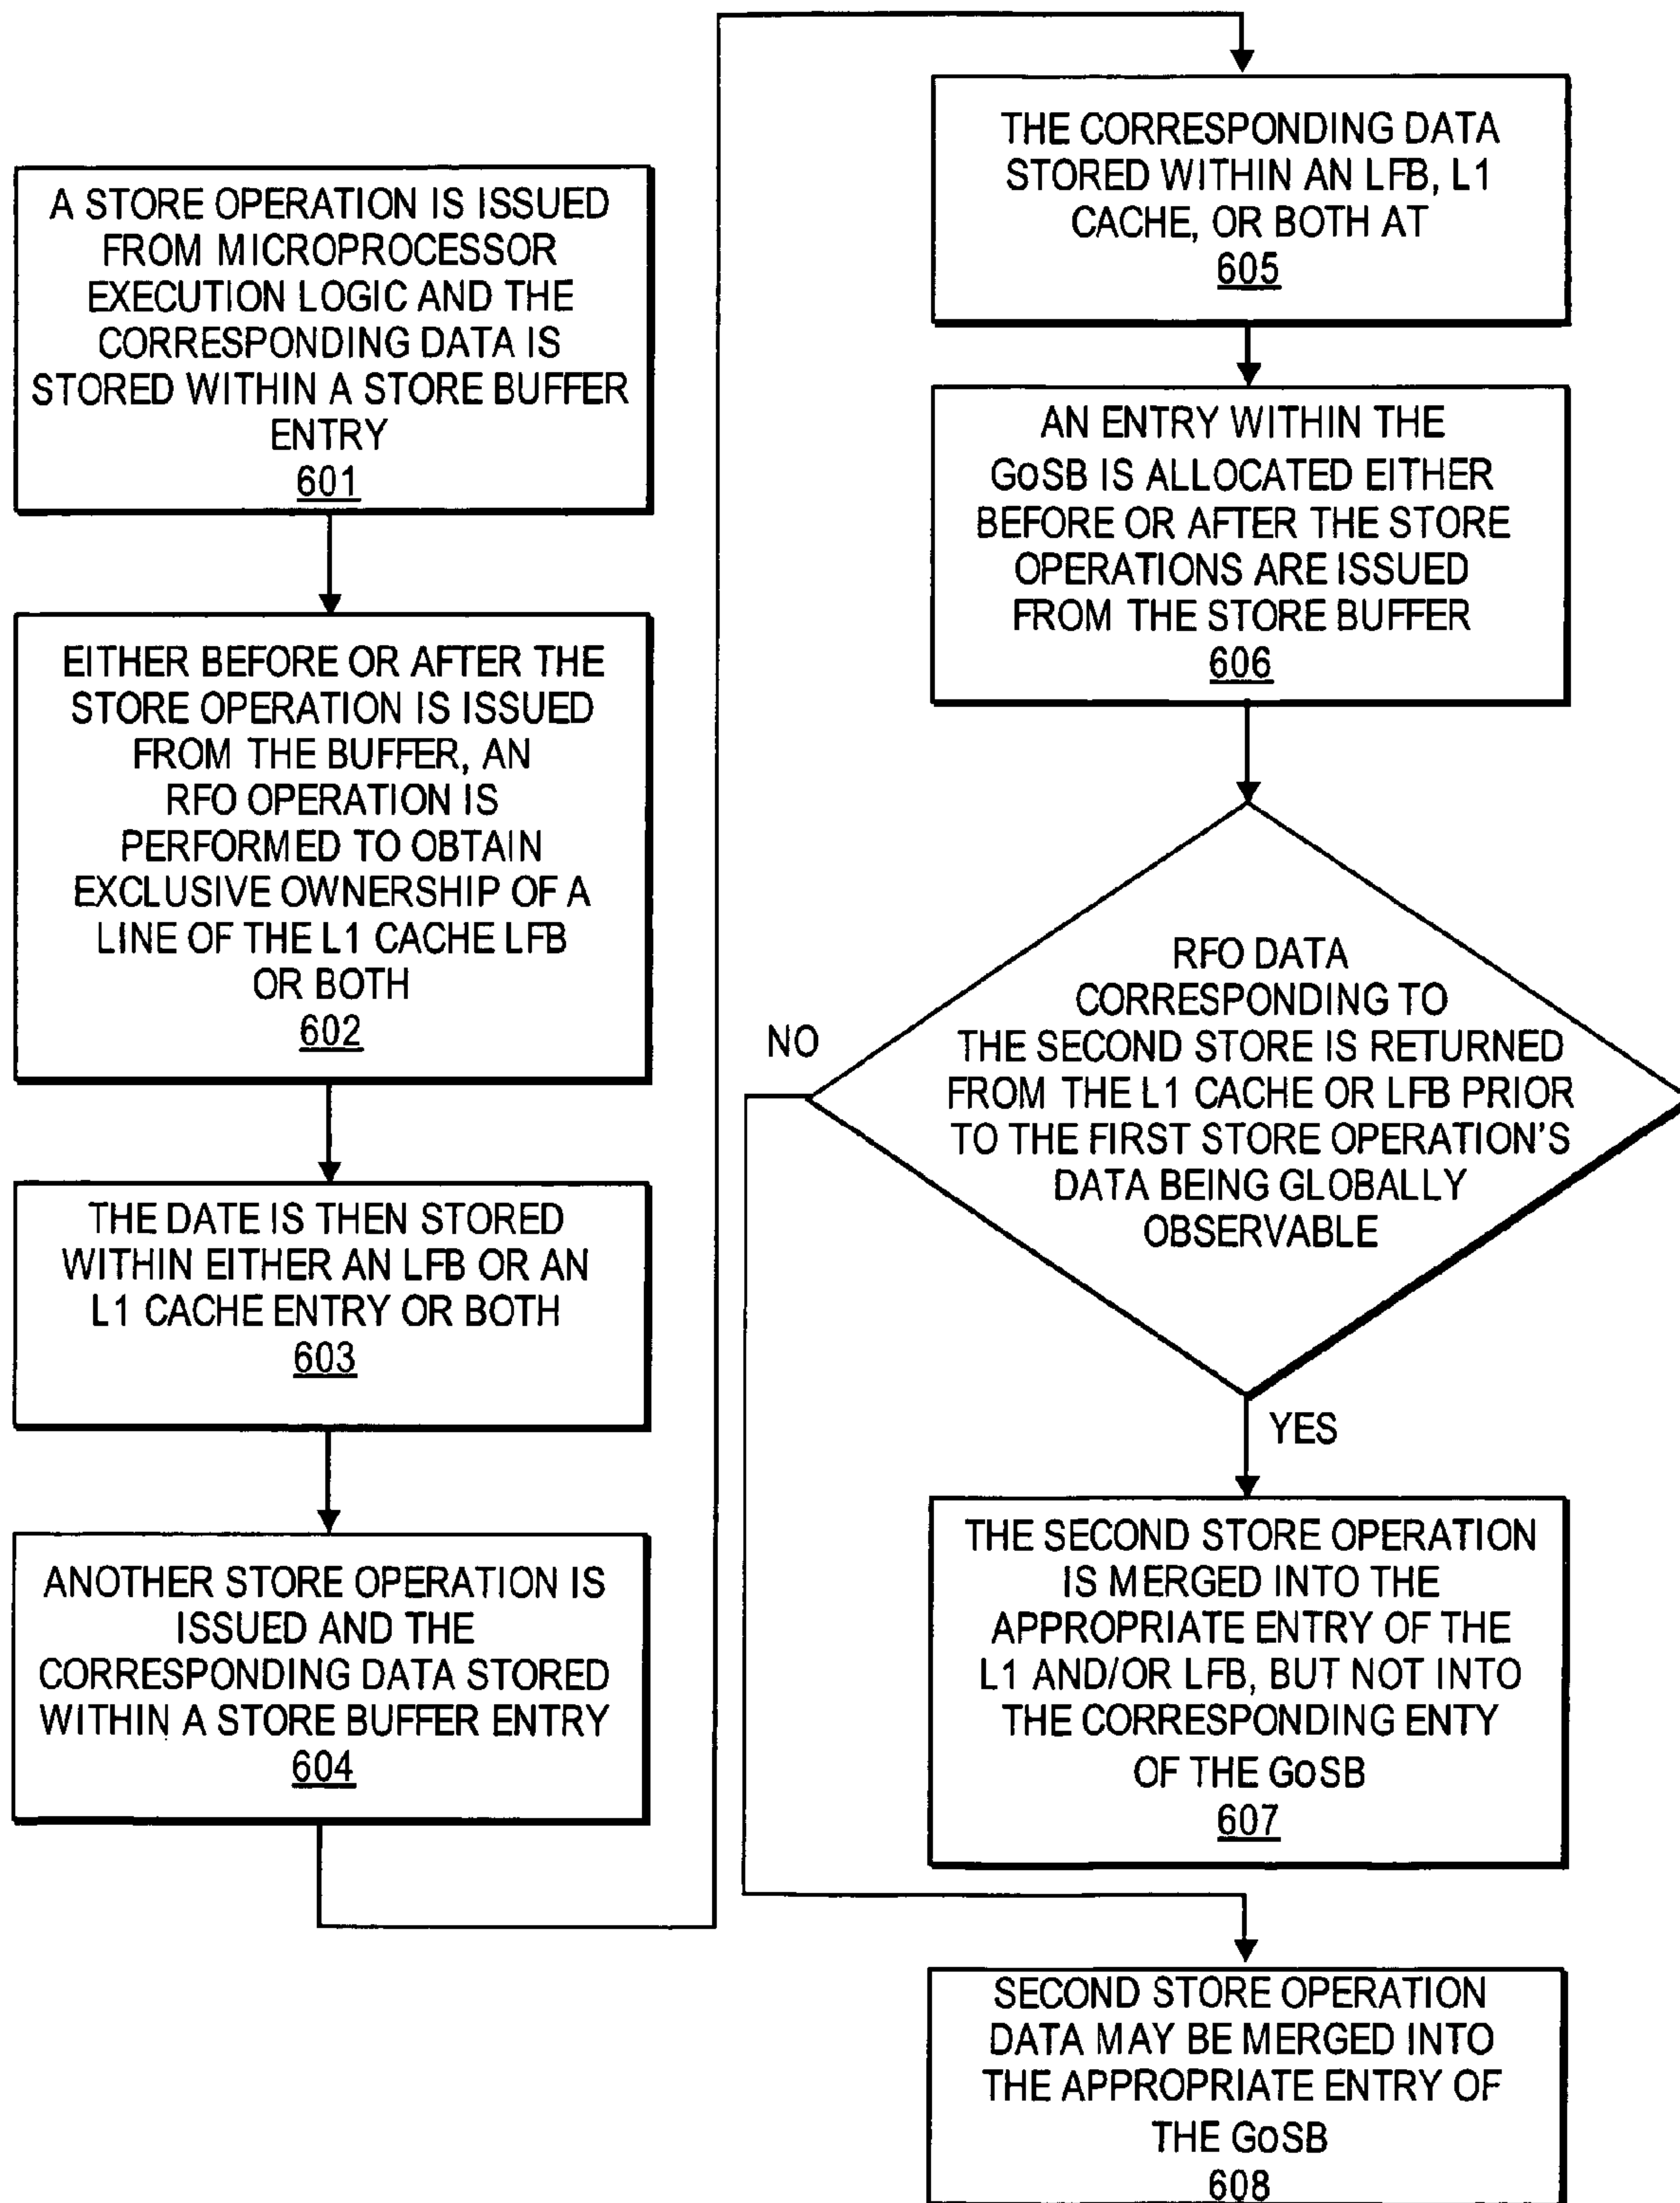 A STORE OPERATION IS ISSUED
FROM MICROPROCESSOR
EXECUTION LOGIC AND THE
CORRESPONDING DATA IS
STORED WITHIN A STORE BUFFER
ENTRY
601
EITHER BEFORE OR AFTER THE
STORE OPERATION IS ISSUED
FROM THE BUFFER, AN
RFO OPERATION IS
PERFORMED TO OBTAIN
EXCLUSIVE OWNERSHIP OF A
LINE OF THE L1 CACHE LFB
OR BOTH
602
THE DATE IS THEN STORED
WITHIN EITHER AN LFB OR AN
L1 CACHE ENTRY OR BOTH
603
ANOTHER STORE OPERATION IS
ISSUED AND THE
CORRESPONDING DATA STORED
WITHIN A STORE BUFFER ENTRY
604
THE CORRESPONDING DATA
STORED WITHIN AN LFB, L1
CACHE, OR BOTH AT
605
AN ENTRY WITHIN THE
GoSB IS ALLOCATED EITHER
BEFORE OR AFTER THE STORE
OPERATIONS ARE ISSUED
FROM THE STORE BUFFER
606
RFO DATA
CORRESPONDING TO
THE SECOND STORE IS RETURNED
FROM THE L1 CACHE OR LFB PRIOR
TO THE FIRST STORE OPERATION'S
DATA BEING GLOBALLY
OBSERVABLE
NO
YES
THE SECOND STORE OPERATION
IS MERGED INTO THE
APPROPRIATE ENTRY OF THE
L1 AND/OR LFB, BUT NOT INTO
THE CORRESPONDING ENTY
OF THE GoSB
607
SECOND STORE OPERATION
DATA MAY BE MERGED INTO
THE APPROPRIATE ENTRY OF
THE GoSB
608